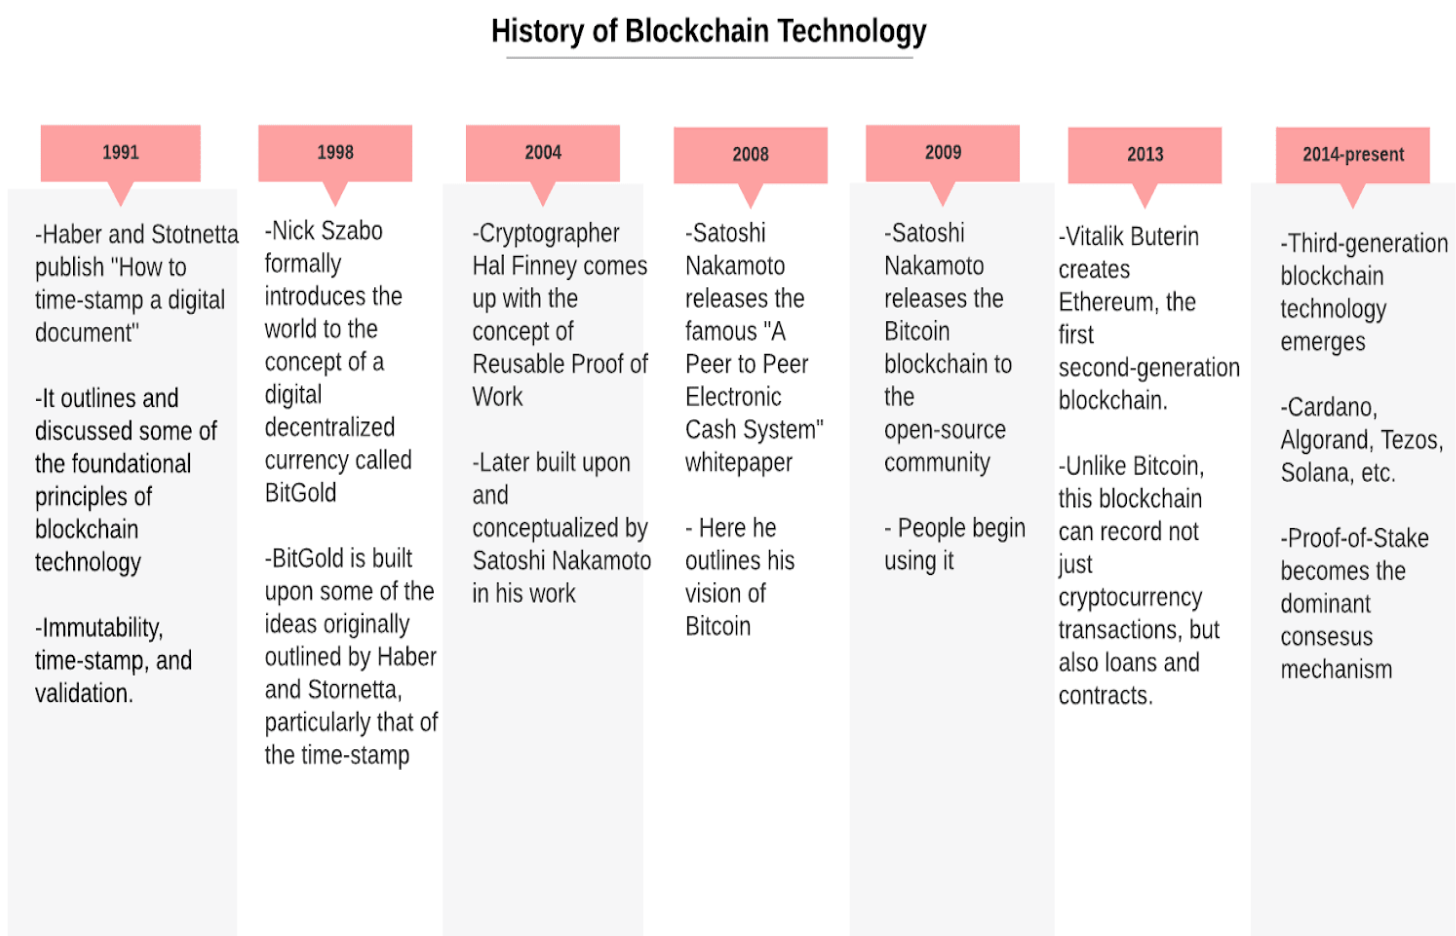 History of Blockchain Technology
1991
-Haber and Stotnetta
publish "How to
time-stamp a digital
document"
-It outlines and
discussed some of
the foundational
principles of
blockchain
technology
-Immutability,
time-stamp, and
validation.
1998
-Nick Szabo
formally
introduces the
world to the
concept of a
digital
decentralized
currency called
BitGold
-BitGold is built
upon some of the
ideas originally
outlined by Haber
and Stornetta,
particularly that of
the time-stamp
2004
-Cryptographer
Hal Finney comes
up with the
concept of
Reusable Proof of
Work
-Later built upon
and
conceptualized by
Satoshi Nakamoto
in his work
2008
-Satoshi
Nakamoto
releases the
famous "A
Peer to Peer
Electronic
Cash System"
whitepaper
- Here he
outlines his
vision of
Bitcoin
2009
-Satoshi
Nakamoto
releases the
Bitcoin
blockchain to
the
open-source
community
- People begin
using it
2013
-Vitalik Buterin
creates
Ethereum, the
first
second-generation
blockchain.
-Unlike Bitcoin,
this blockchain
can record not
just
cryptocurrency
transactions, but
also loans and
contracts.
2014-present
-Third-generation
blockchain
technology
emerges
-Cardano,
Algorand, Tezos,
Solana, etc.
-Proof-of-Stake
becomes the
dominant
consesus
mechanism